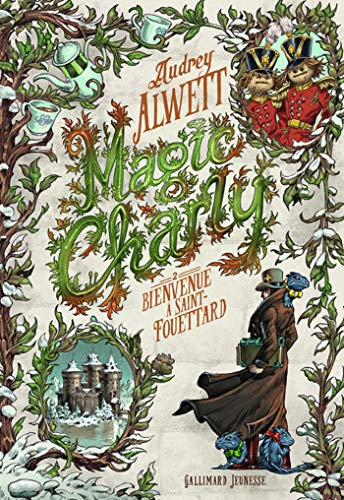 Audrey
ALWETT
Magic
Charly
2
BIENVENUE
À SAINT-
FOUETTARD
GALLIMARD JEUNESSE